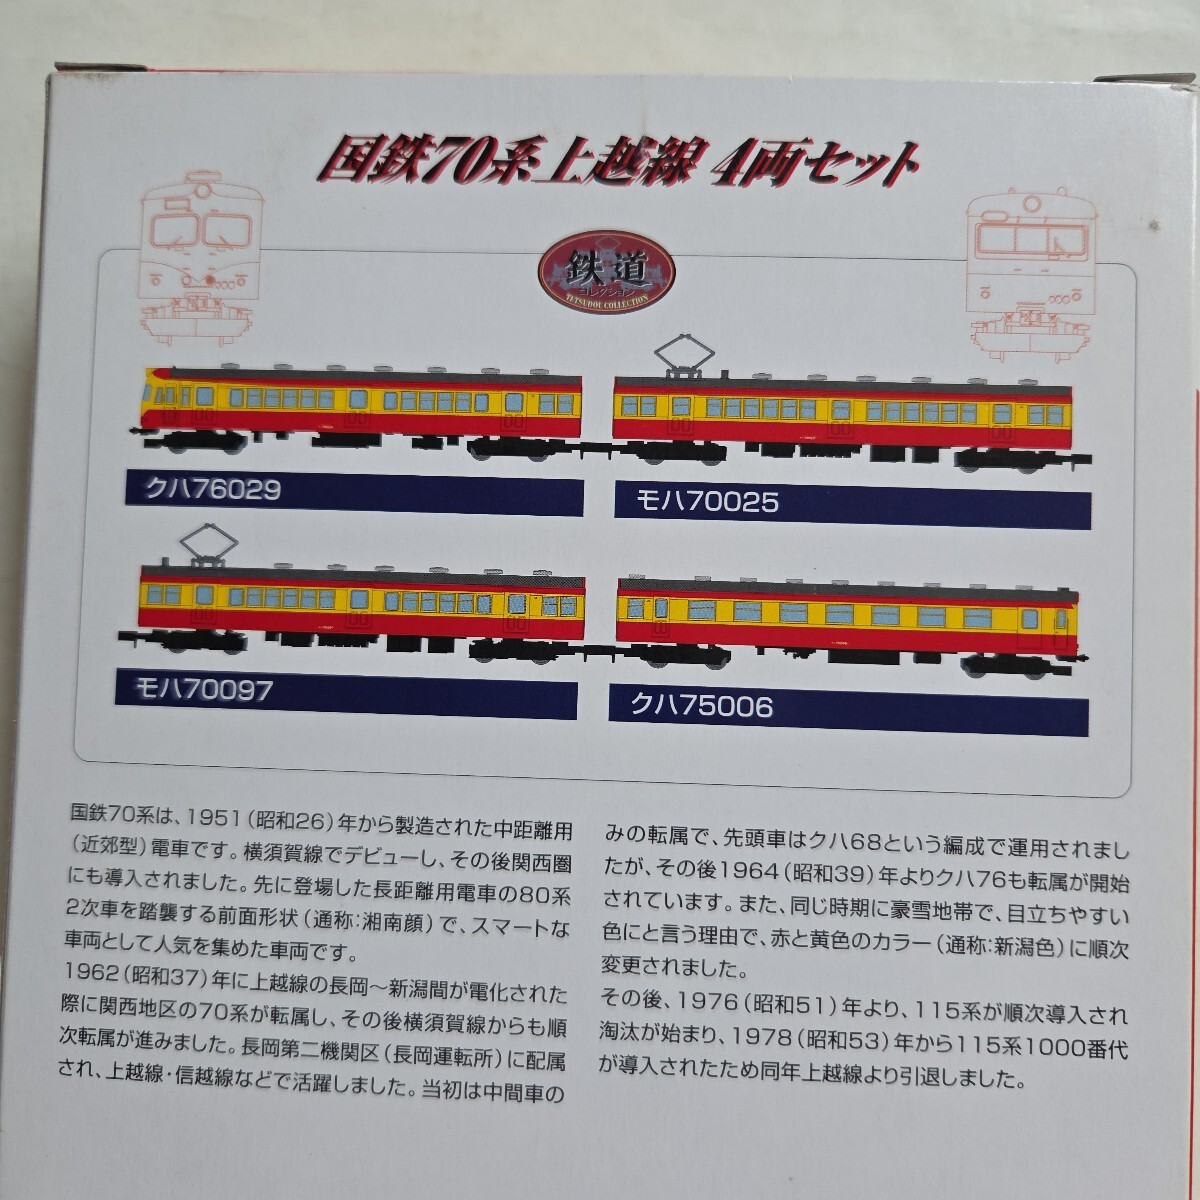 国鉄70系上越線 4両セット
鉄道
コレクション
TETSUDOU COLLECTION
クハ76029
モハ70025
モハ70097
クハ75006
国鉄70系は、1951(昭和26)年から製造された中距離用
(近郊型)電車です。横須賀線でデビューし、その後関西圏
にも導入されました。先に登場した長距離用電車の80系
2次車を踏襲する前面形状(通称:湘南顔)で、スマートな
車両として人気を集めた車両です。
1962(昭和37)年に上越線の長岡～新潟間が電化された
際に関西地区の70系が転属し、その後横須賀線からも順
次転属が進みました。長岡第二機関区(長岡運転所)に配属
され、上越線・信越線などで活躍しました。当初は中間車の
みの転属で、先頭車はクハ68という編成で運用されまし
たが、その後1964(昭和39)年よりクハ76も転属が開始
されています。また、同じ時期に豪雪地帯で、目立ちやすい
色にと言う理由で、赤と黄色のカラー(通称:新潟色)に順次
変更されました。
その後、1976(昭和51)年より、115系が順次導入され
淘汰が始まり、1978(昭和53)年から115系1000番代
が導入されたため同年上越線より引退しました。